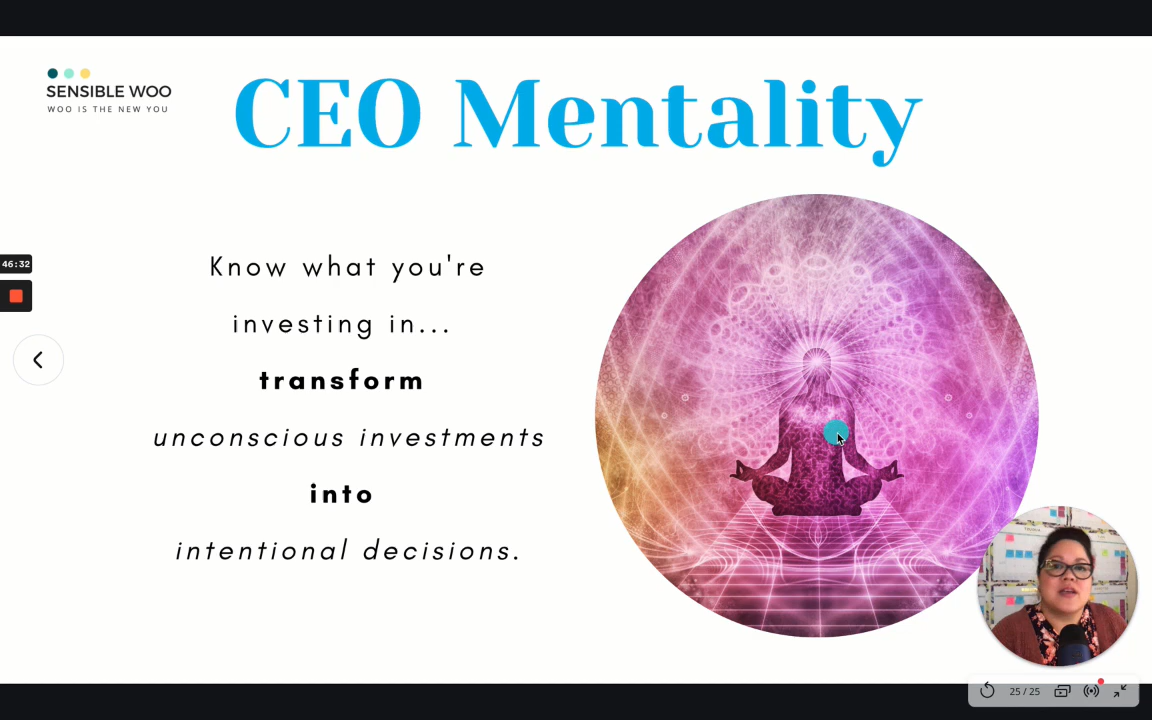 SENSIBLE WOO
WOO IS THE NEW YOU
CEO Mentality
46:32
Know what you're
investing in...
transform
unconscious investments
into
intentional decisions.
25 / 25